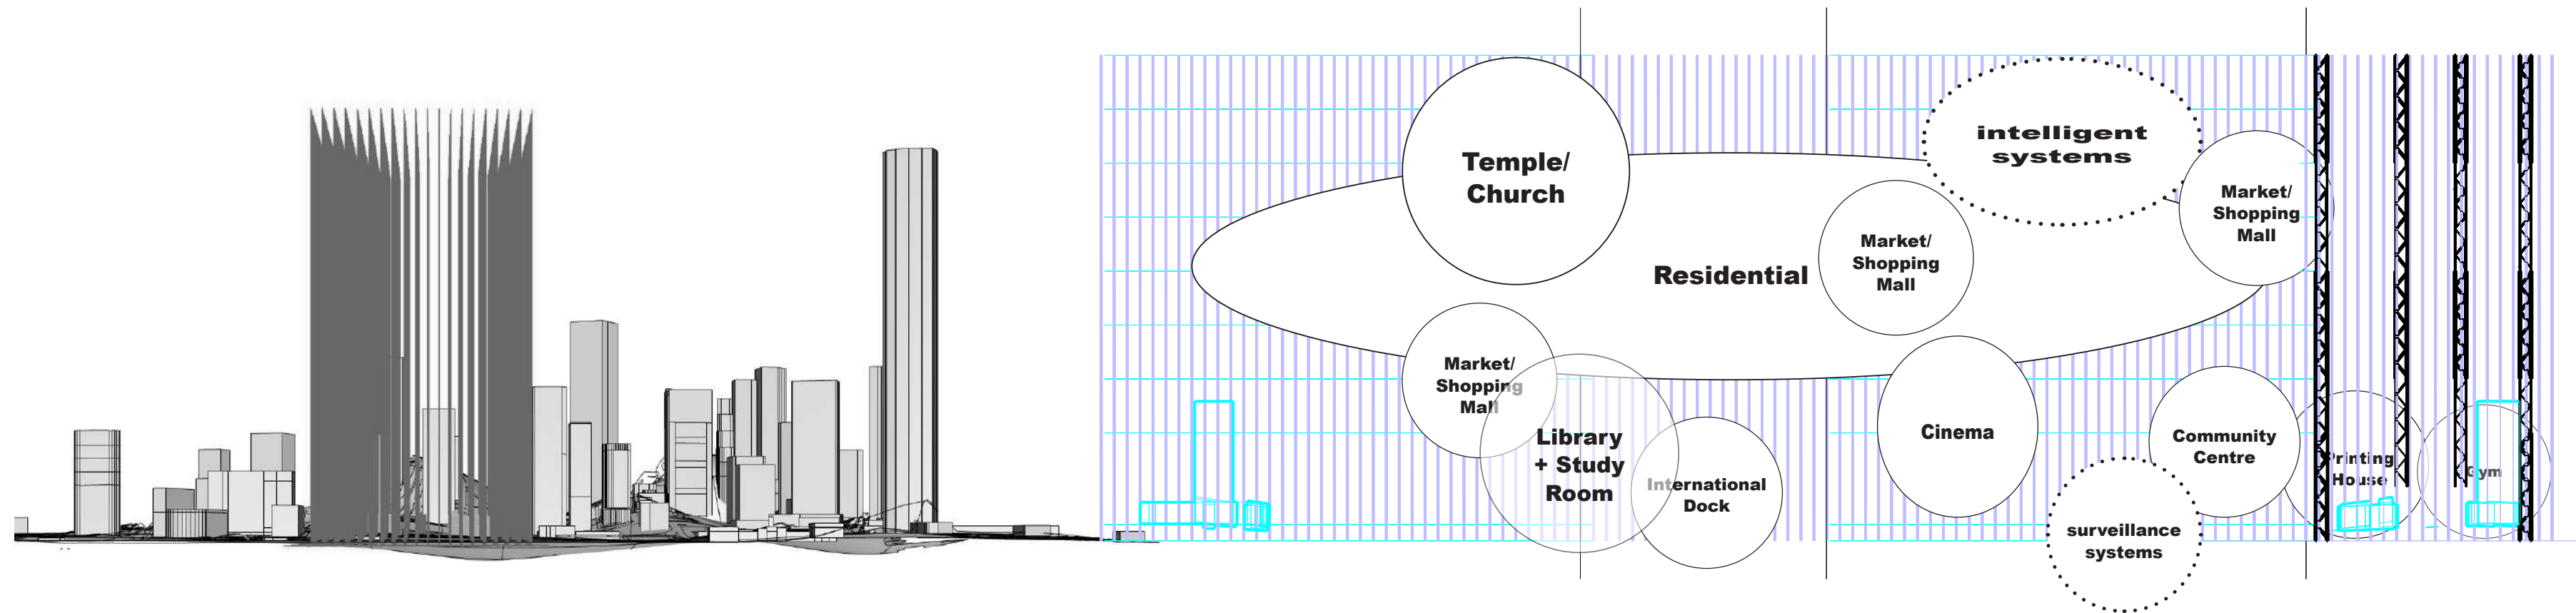 Temple/
Church
intelligent
systems
Market/
Shopping
Mall
Market/
Shopping
Mall
Residential
Market/
Shopping
Mall
Library
+ Study
Room
International
Dock
Cinema
Community
Centre
Printing
House
Gym
surveillance
systems